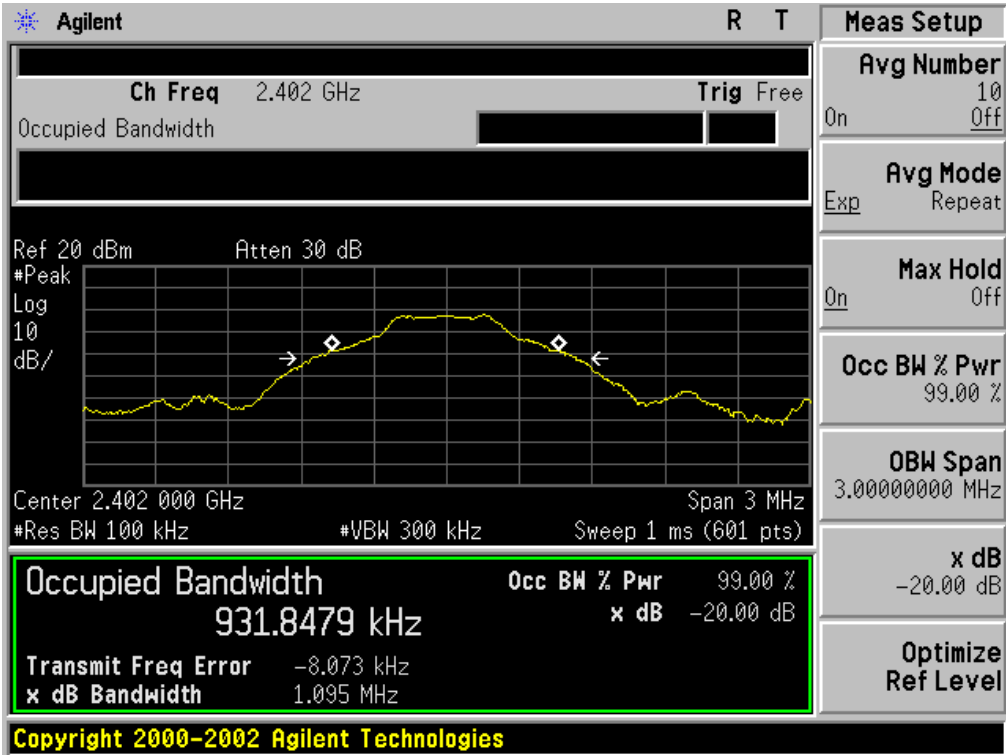 Agilent R T
Ch Freq 2.402 GHz Trig Free
Occupied Bandwidth
Ref 20 dBm Atten 30 dB
#Peak
Log
10
dB/
Center 2.402 000 GHz Span 3 MHz
#Res BW 100 kHz #VBW 300 kHz Sweep 1 ms (601 pts)
Occupied Bandwidth Occ BW % Pwr 99.00 %
931.8479 kHz x dB -20.00 dB
Transmit Freq Error -8.073 kHz
x dB Bandwidth 1.095 MHz
Copyright 2000-2002 Agilent Technologies
Meas Setup
Avg Number
10
On Off
Avg Mode
Exp Repeat
Max Hold
On Off
Occ BW % Pwr
99.00 %
OBW Span
3.00000000 MHz
x dB
-20.00 dB
Optimize
Ref Level